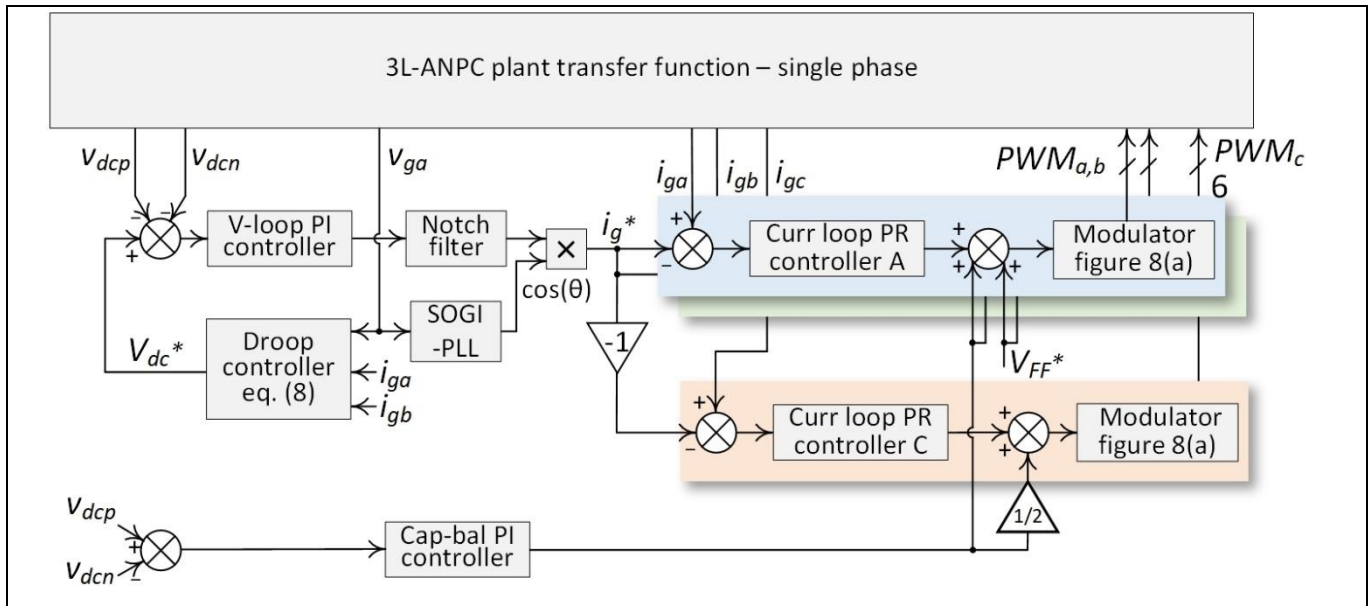 3L-ANPC plant transfer function – single phase
v_dcp
v_dcn
v_ga
i_ga
i_gb
i_gc
PWM_a,b
PWM_c
6
V-loop PI
controller
Notch
filter
×
cos(θ)
i_g*
Curr loop PR
controller A
Modulator
figure 8(a)
SOGI
-PLL
-1
Droop
controller
eq. (8)
V_dc*
i_ga
i_gb
V_FF*
Curr loop PR
controller C
Modulator
figure 8(a)
1/2
v_dcp
v_dcn
Cap-bal PI
controller